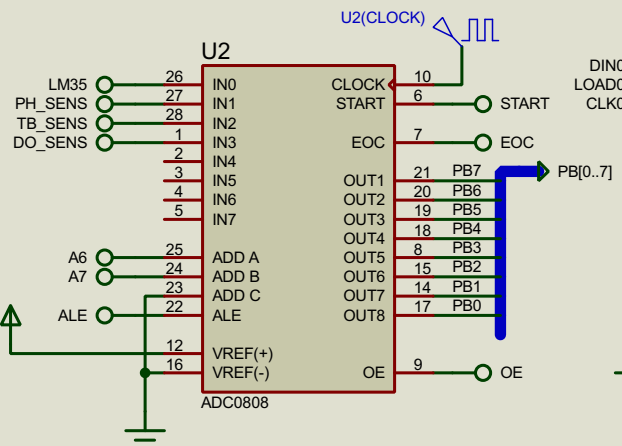 U2(CLOCK)
U2
DIN0
LM35 26 IN0 CLOCK 10 LOAD0
PH_SENS 27 IN1 START 6 START CLK0
TB_SENS 28 IN2
DO_SENS 1 IN3 EOC 7 EOC
2 IN4
3 IN5 OUT1 21 PB7 PB[0..7]
4 IN6 OUT2 20 PB6
5 IN7 OUT3 19 PB5
OUT4 18 PB4
A6 25 ADD A OUT5 8 PB3
A7 24 ADD B OUT6 15 PB2
23 ADD C OUT7 14 PB1
ALE 22 ALE OUT8 17 PB0
12 VREF(+)
16 VREF(-) OE 9 OE
ADC0808